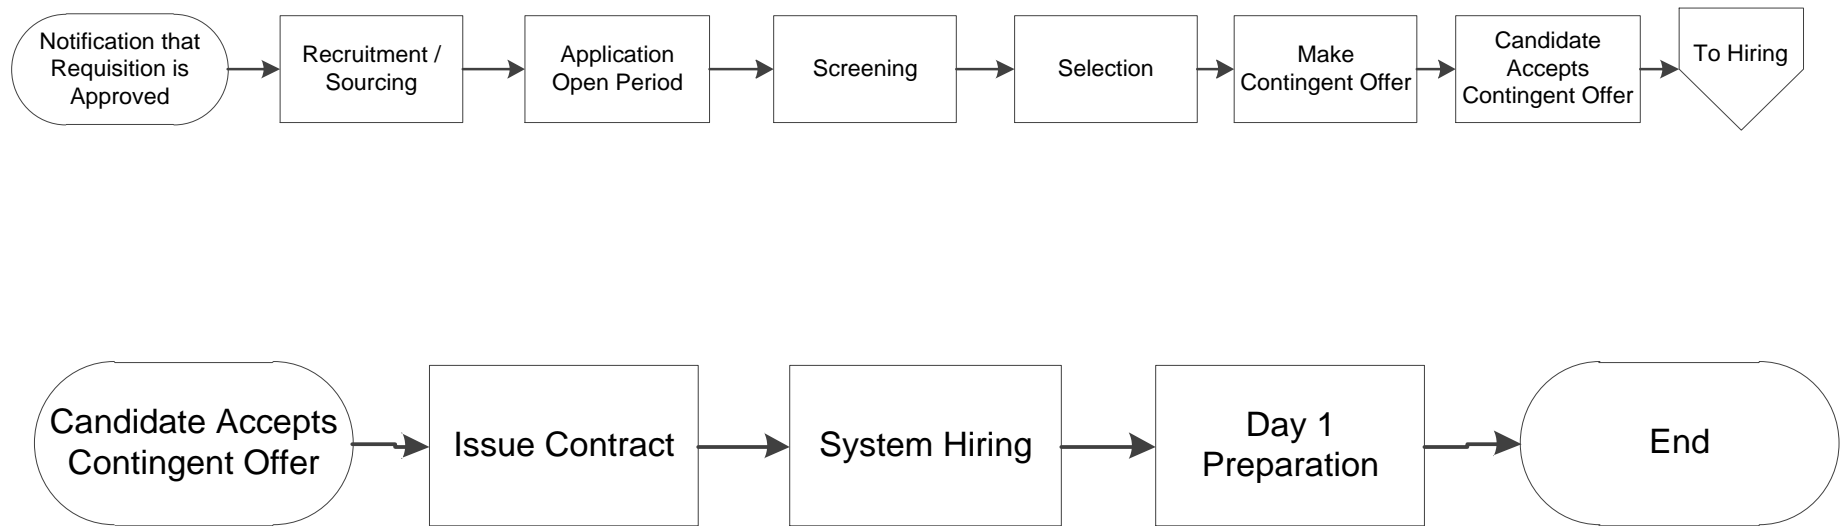 Notification that
Requisition is
Approved
Recruitment /
Sourcing
Application
Open Period
Screening
Selection
Make
Contingent Offer
Candidate
Accepts
Contingent Offer
To Hiring
Candidate Accepts
Contingent Offer
Issue Contract
System Hiring
Day 1
Preparation
End